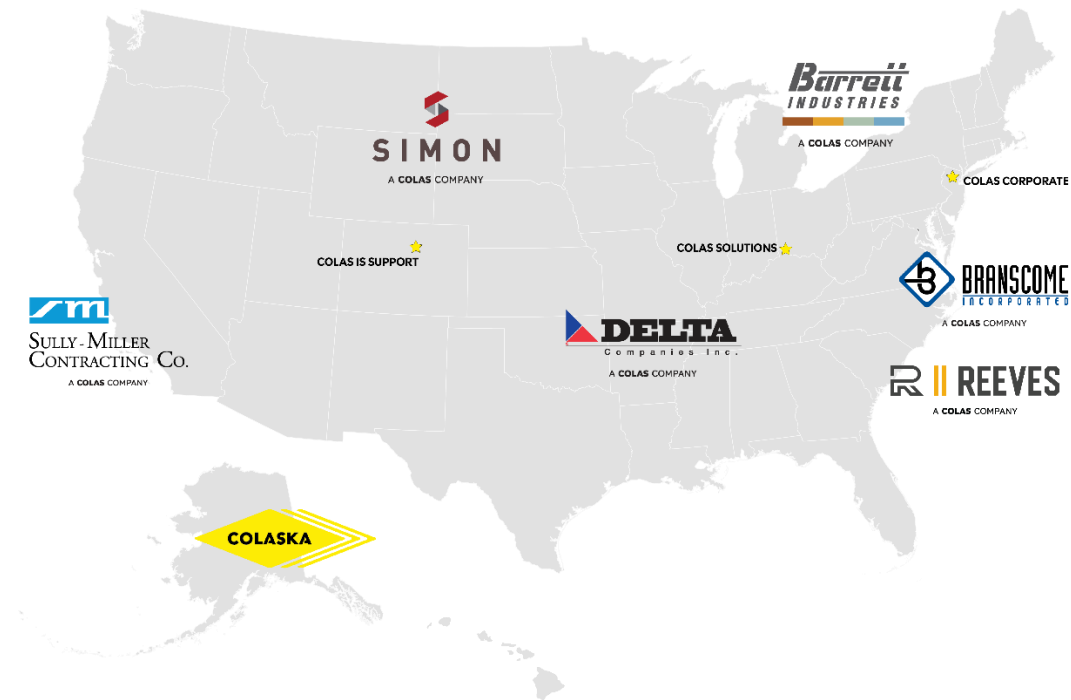 Barrett
INDUSTRIES
A COLAS COMPANY
SIMON
A COLAS COMPANY
COLAS CORPORATE
COLAS SOLUTIONS
COLAS IS SUPPORT
b
BRANSCOME
INCORPORATED
A COLAS COMPANY
sm
SULLY-MILLER
CONTRACTING CO.
A COLAS COMPANY
DELTA
Companies Inc.
A COLAS COMPANY
R REEVES
A COLAS COMPANY
COLASKA